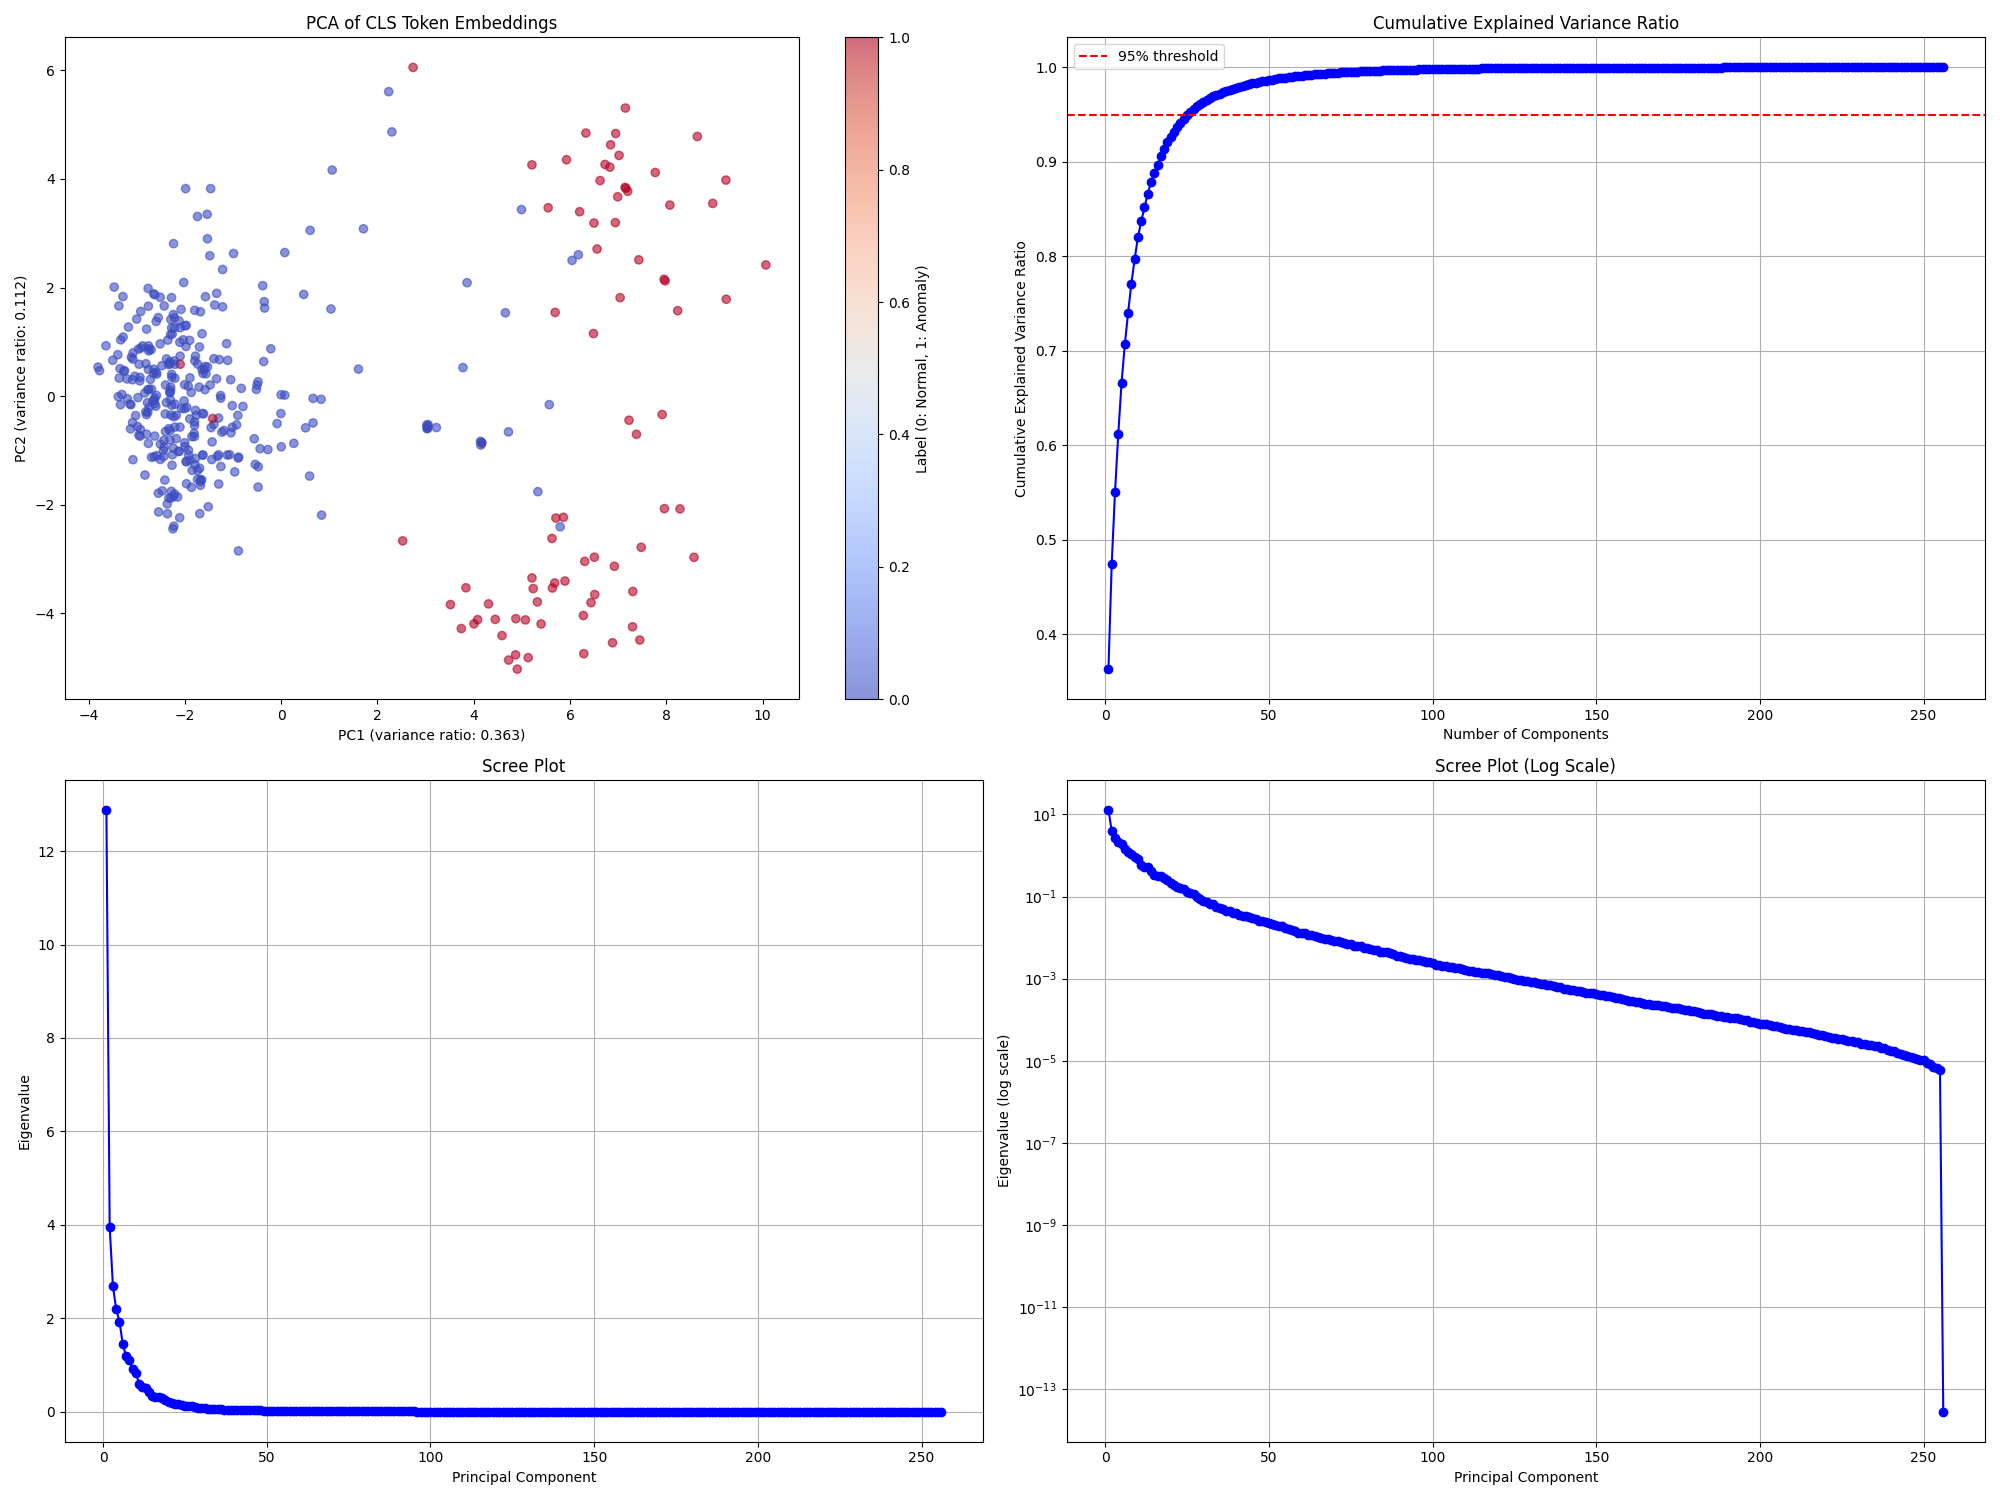 PCA of CLS Token Embeddings
6
4
2
0
−2
−4
PC2 (variance ratio: 0.112)
−4 −2 0 2 4 6 8 10
PC1 (variance ratio: 0.363)
1.0
0.8
0.6
0.4
0.2
0.0
Label (0: Normal, 1: Anomaly)
Cumulative Explained Variance Ratio
95% threshold
1.0
0.9
0.8
0.7
0.6
0.5
0.4
Cumulative Explained Variance Ratio
0 50 100 150 200 250
Number of Components
Scree Plot
12
10
8
6
4
2
0
Eigenvalue
0 50 100 150 200 250
Principal Component
Scree Plot (Log Scale)
10¹
10⁻¹
10⁻³
10⁻⁵
10⁻⁷
10⁻⁹
10⁻¹¹
10⁻¹³
Eigenvalue (log scale)
0 50 100 150 200 250
Principal Component